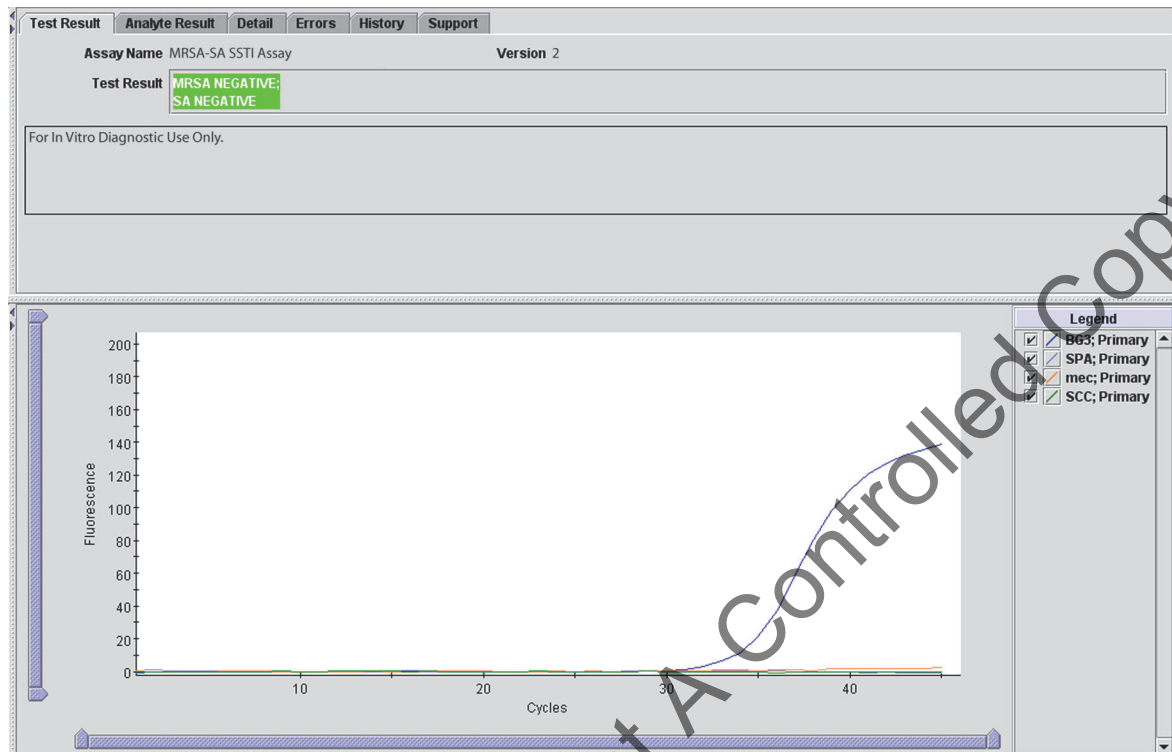 Test Result Analyte Result Detail Errors History Support
Assay Name MRSA-SA SSTI Assay Version 2
Test Result MRSA NEGATIVE;
SA NEGATIVE
For In Vitro Diagnostic Use Only.
Legend
BG3; Primary
SPA; Primary
mec; Primary
SCC; Primary
200
180
160
140
120
100
80
60
40
20
0
Fluorescence
10 20 30 40
Cycles
t A Controlled Copy